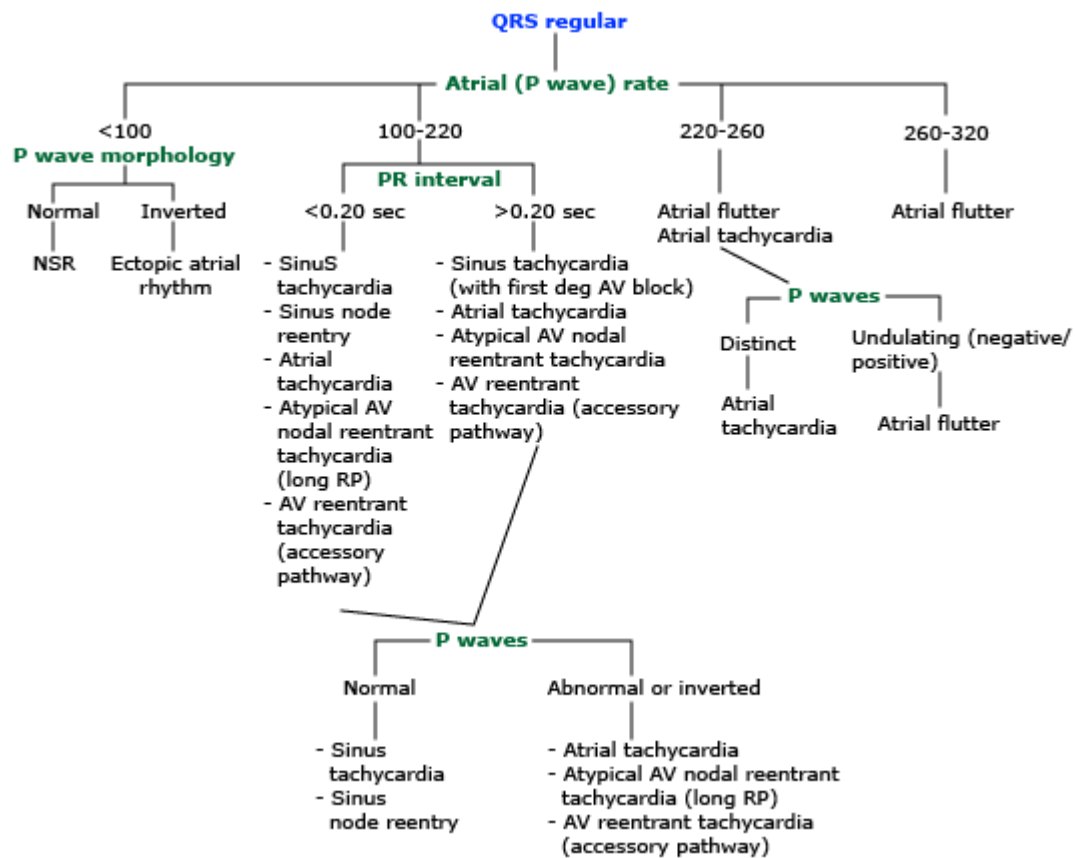 QRS regular
Atrial (P wave) rate
<100
100-220
220-260
260-320
P wave morphology
PR interval
Normal
Inverted
<0.20 sec
>0.20 sec
Atrial flutter
Atrial tachycardia
Atrial flutter
NSR
Ectopic atrial
rhythm
- SinuS
tachycardia
- Sinus node
reentry
- Atrial
tachycardia
- Atypical AV
nodal reentrant
tachycardia
(long RP)
- AV reentrant
tachycardia
(accessory
pathway)
- Sinus tachycardia
(with first deg AV block)
- Atrial tachycardia
- Atypical AV nodal
reentrant tachycardia
- AV reentrant
tachycardia (accessory
pathway)
P waves
Distinct
Undulating (negative/
positive)
Atrial
tachycardia
Atrial flutter
P waves
Normal
Abnormal or inverted
- Sinus
tachycardia
- Sinus
node reentry
- Atrial tachycardia
- Atypical AV nodal reentrant
tachycardia (long RP)
- AV reentrant tachycardia
(accessory pathway)